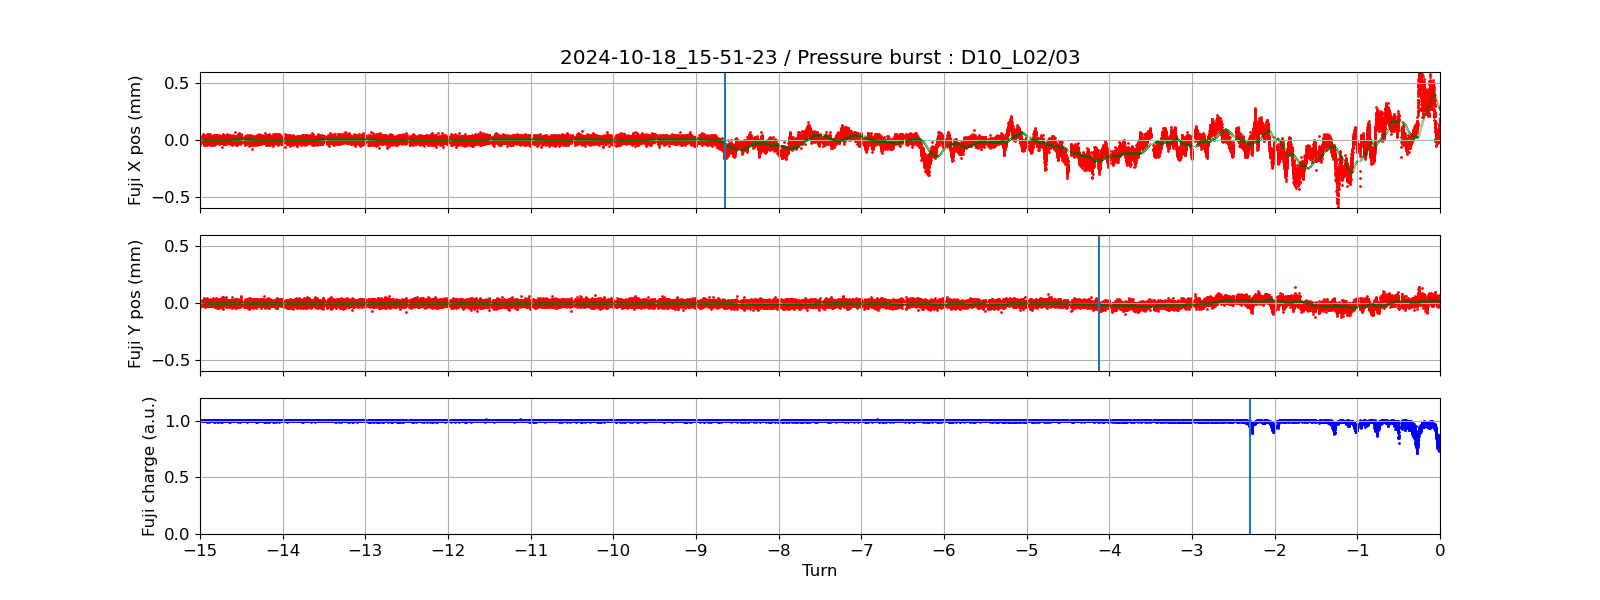 2024-10-18_15-51-23 / Pressure burst : D10_L02/03
Fuji X pos (mm)
0.5
0.0
−0.5
Fuji Y pos (mm)
0.5
0.0
−0.5
Fuji charge (a.u.)
1.0
0.5
0.0
−15 −14 −13 −12 −11 −10 −9 −8 −7 −6 −5 −4 −3 −2 −1 0
Turn